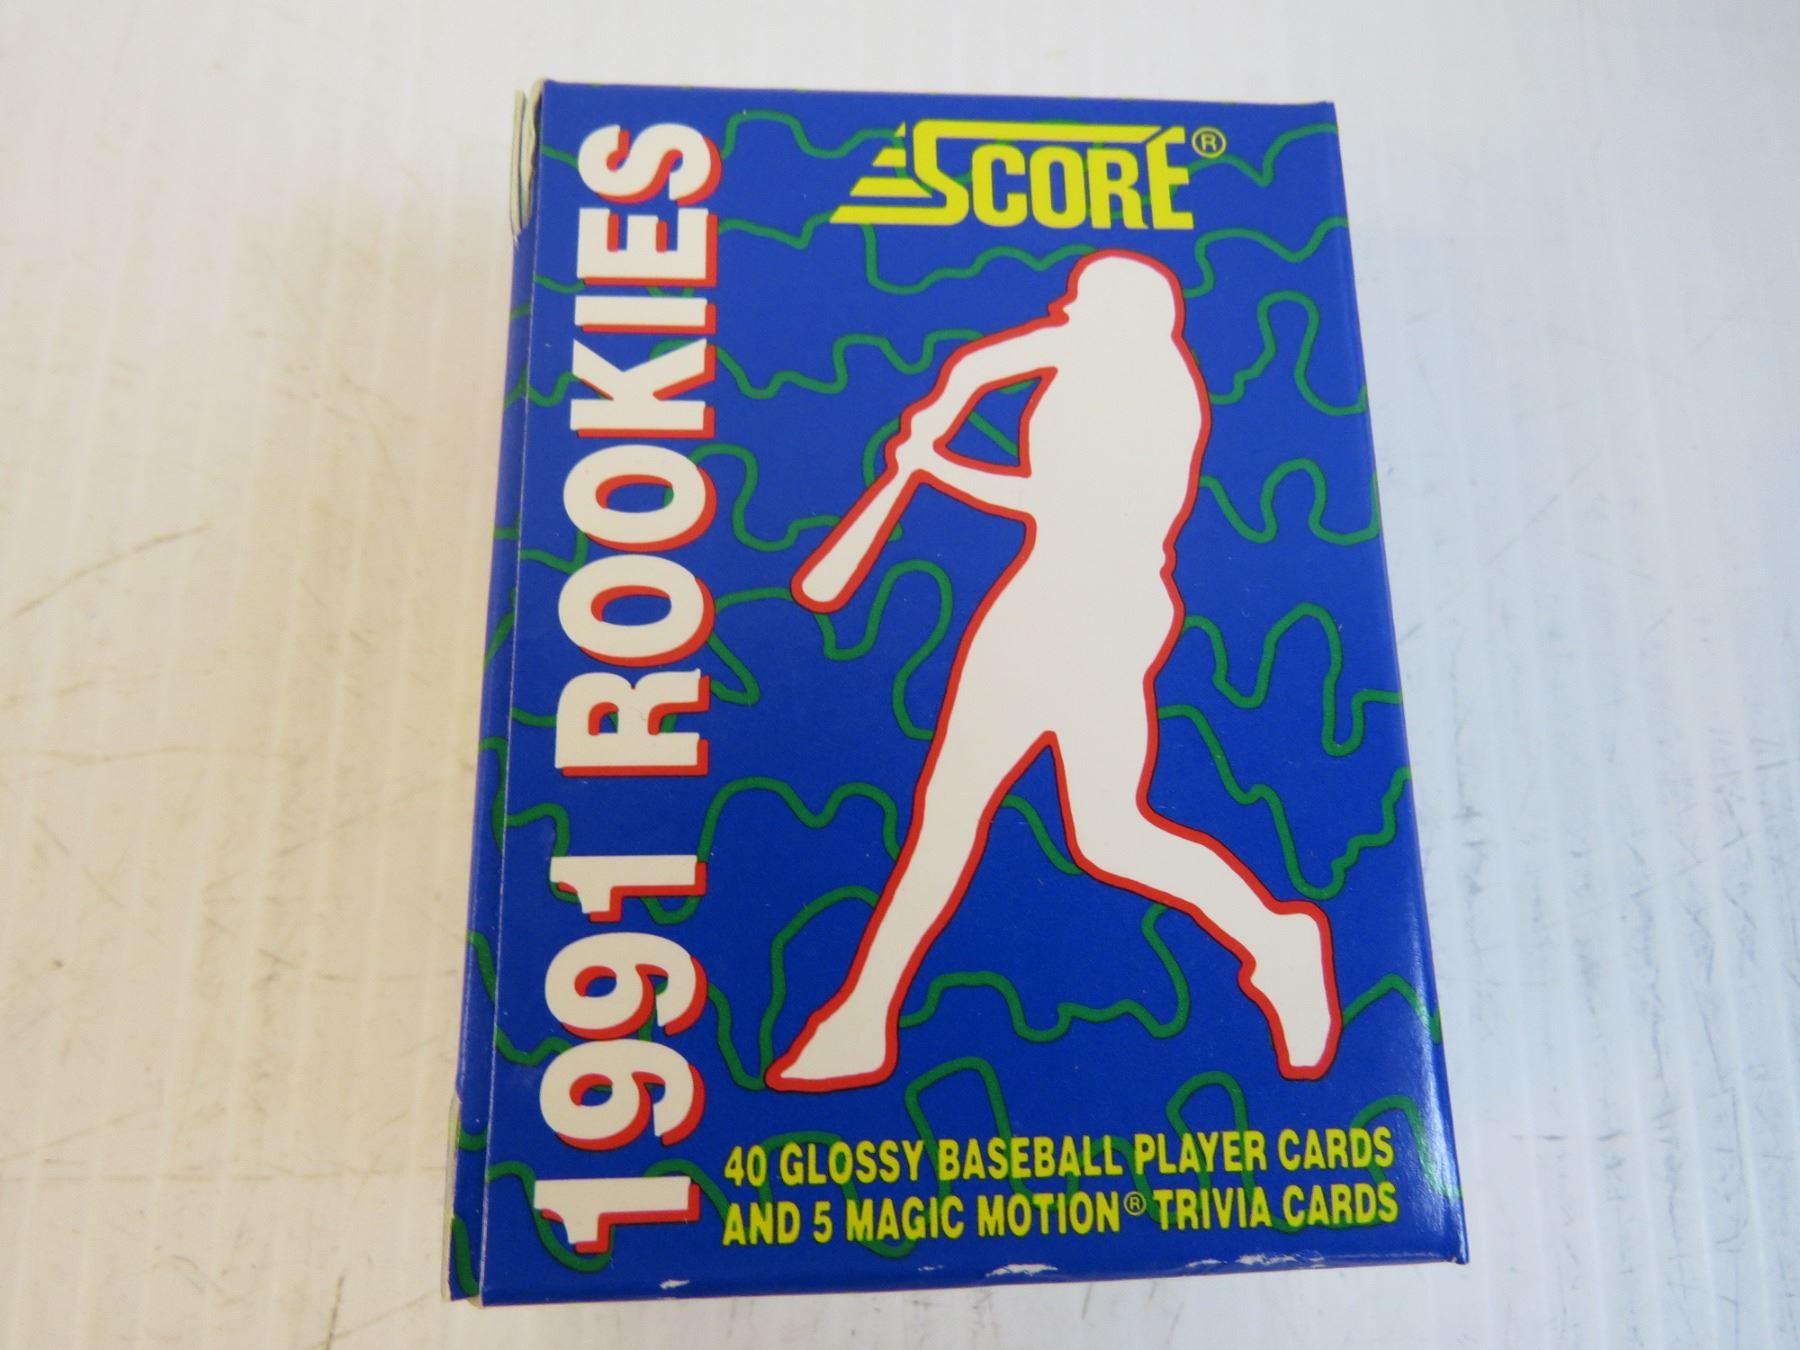 SCORE®
1991 ROOKIES
40 GLOSSY BASEBALL PLAYER CARDS
AND 5 MAGIC MOTION® TRIVIA CARDS